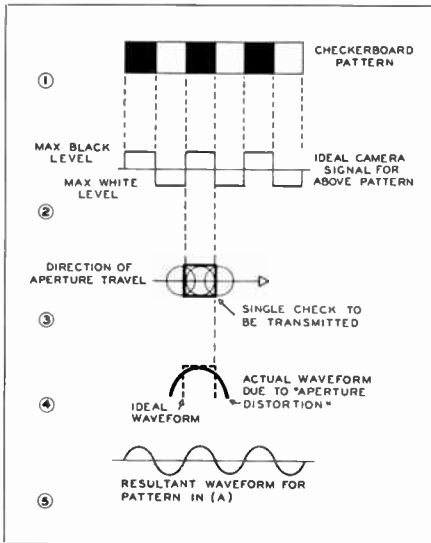 CHECKERBOARD
PATTERN
①
MAX BLACK
LEVEL
IDEAL CAMERA
SIGNAL FOR
ABOVE PATTERN
MAX WHITE
LEVEL
②
DIRECTION OF
APERTURE TRAVEL
SINGLE CHECK TO
BE TRANSMITTED
③
ACTUAL WAVEFORM
DUE TO "APERTURE
DISTORTION"
④
IDEAL
WAVEFORM
RESULTANT WAVEFORM FOR
PATTERN IN (A)
⑤